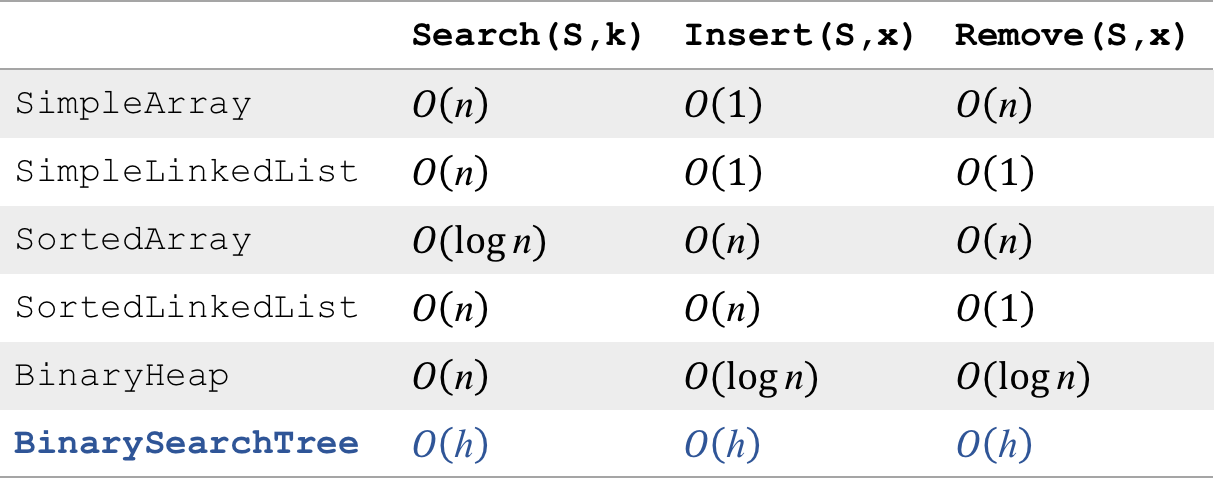 Search(S,k) Insert(S,x) Remove(S,x)
SimpleArray O(n) O(1) O(n)
SimpleLinkedList O(n) O(1) O(1)
SortedArray O(log n) O(n) O(n)
SortedLinkedList O(n) O(n) O(1)
BinaryHeap O(n) O(log n) O(log n)
BinarySearchTree O(h) O(h) O(h)